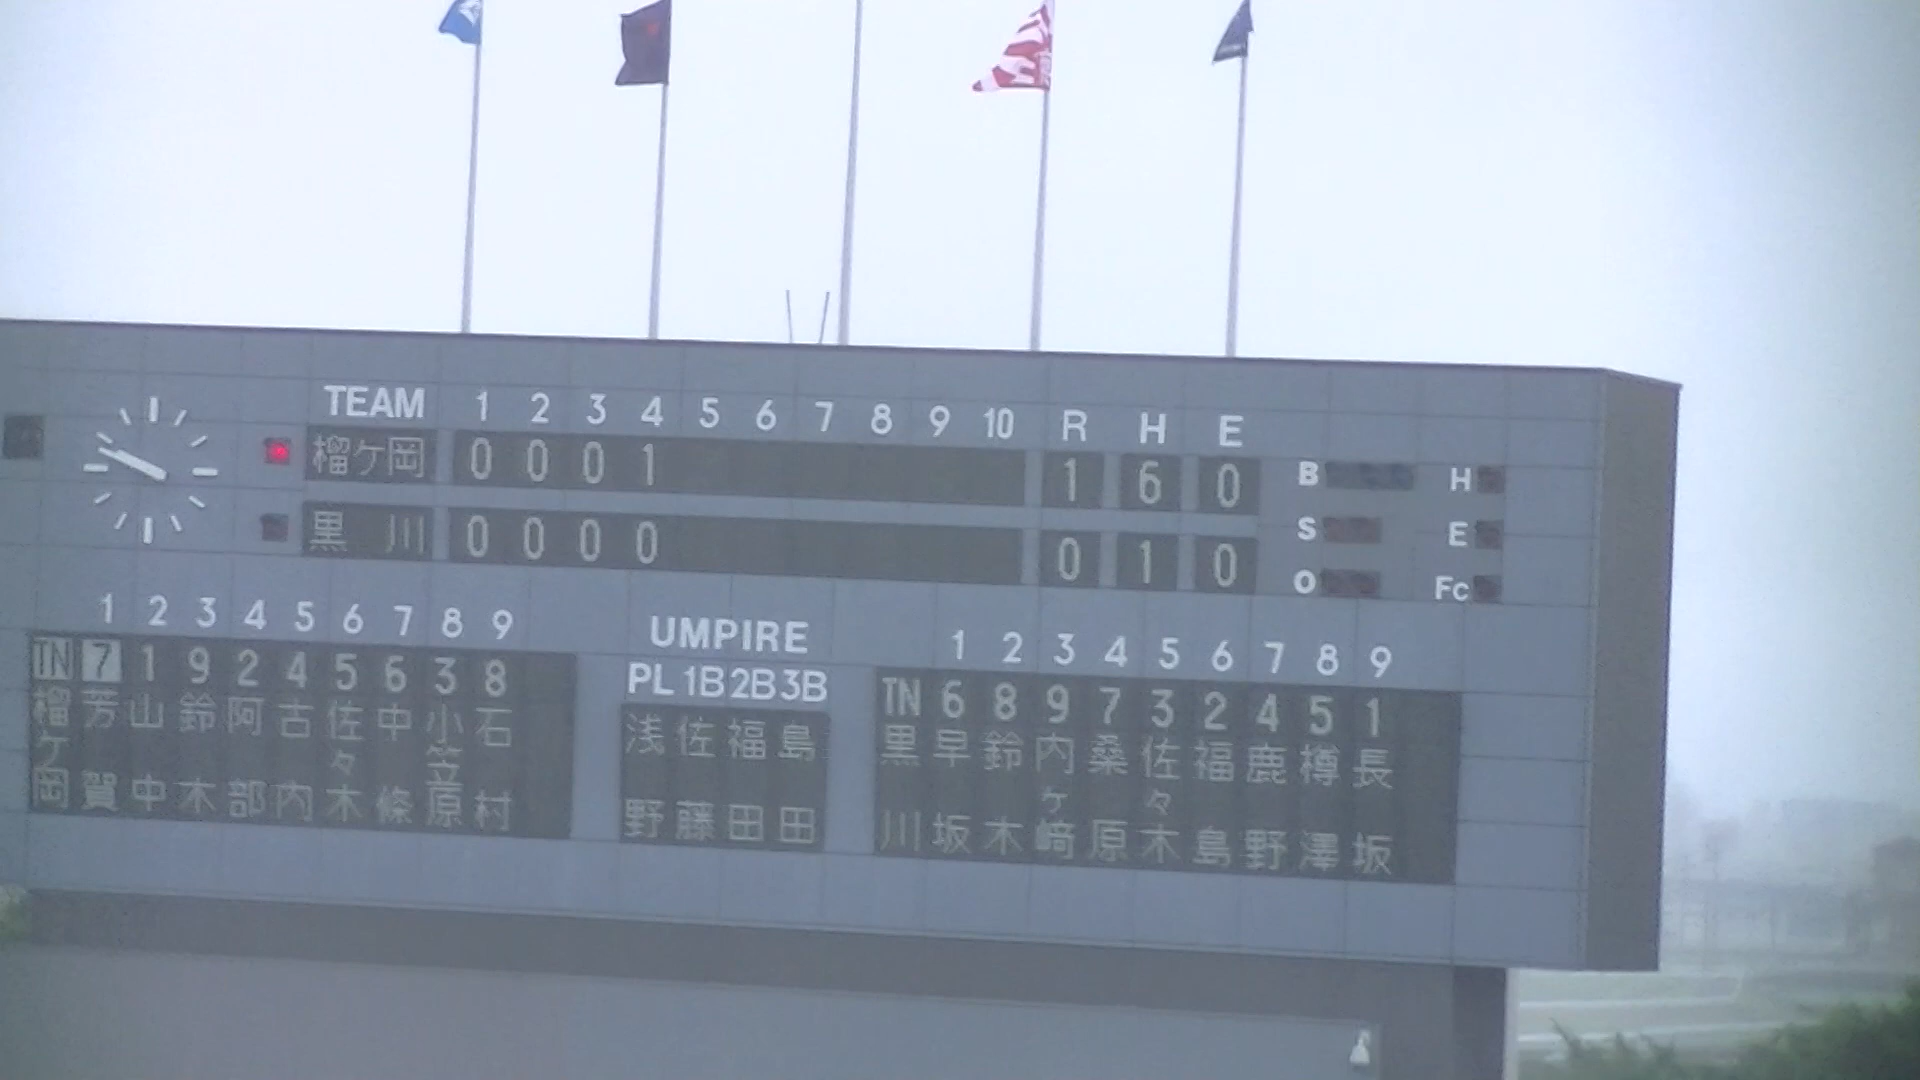 TEAM 1 2 3 4 5 6 7 8 9 10 R H E
榴ケ岡 0 0 0 1 1 6 0
黒川 0 0 0 0 0 1 0
B H
S E
O Fc
1 2 3 4 5 6 7 8 9
TN 7 1 9 2 4 5 6 3 8
榴ケ岡 芳賀 山中 鈴木 阿部 古内 佐々木 中條 小笠原 石村
UMPIRE
PL 1B 2B 3B
浅野 佐藤 福田 島田
1 2 3 4 5 6 7 8 9
TN 6 8 9 7 3 2 4 5 1
黒川 早坂 鈴木 内ケ崎 桑原 佐々木 福島 鹿野 樽澤 長坂